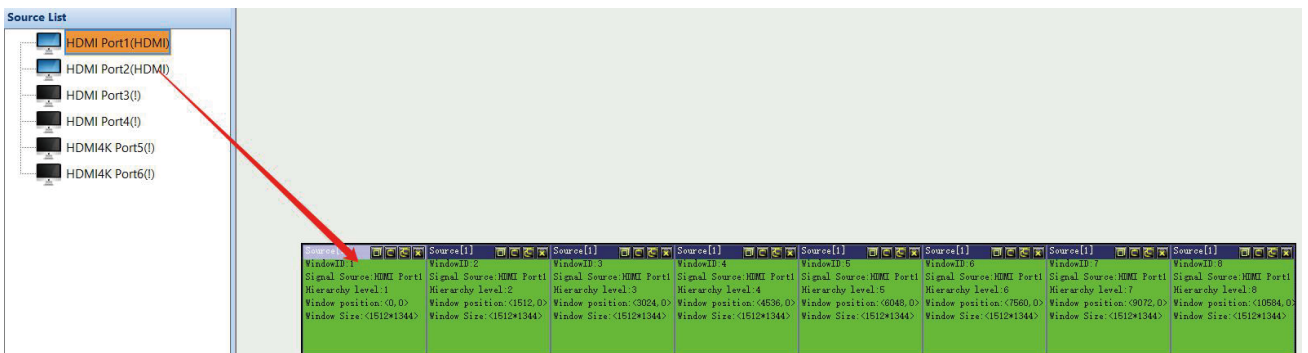 Source List
HDMI Port1(HDMI)
HDMI Port2(HDMI)
HDMI Port3(!)
HDMI Port4(!)
HDMI4K Port5(!)
HDMI4K Port6(!)
Source[1] Source[1] Source[1] Source[1] Source[1] Source[1] Source[1]
WindowID:1 WindowID:2 WindowID:3 WindowID:4 WindowID:5 WindowID:6 WindowID:7 WindowID:8
Signal Source:HDMI Port1 Signal Source:HDMI Port1 Signal Source:HDMI Port1 Signal Source:HDMI Port1 Signal Source:HDMI Port1 Signal Source:HDMI Port1 Signal Source:HDMI Port1 Signal Source:HDMI Port1
Hierarchy level:1 Hierarchy level:2 Hierarchy level:3 Hierarchy level:4 Hierarchy level:5 Hierarchy level:6 Hierarchy level:7 Hierarchy level:8
Window position:<0,0> Window position:<1512,0> Window position:<3024,0> Window position:<4536,0> Window position:<6048,0> Window position:<7560,0> Window position:<9072,0> Window position:<10584,0
Window Size:<1512*1344> Window Size:<1512*1344> Window Size:<1512*1344> Window Size:<1512*1344> Window Size:<1512*1344> Window Size:<1512*1344> Window Size:<1512*1344> Window Size:<1512*1344>